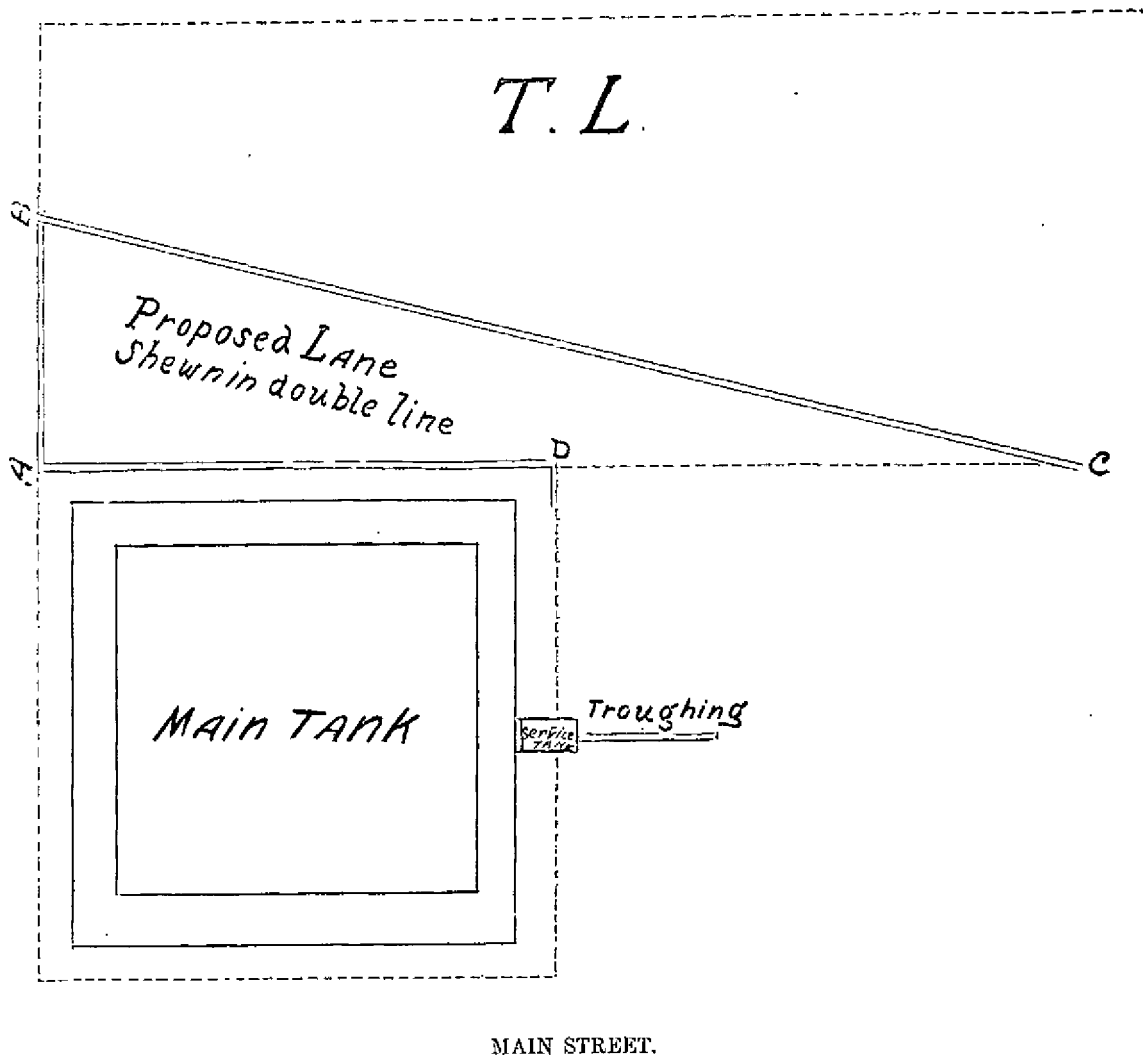 T. L.
B
Proposed Lane
Shewn in double line
A
D
C
Main Tank
Service
Tank
Troughing
MAIN STREET.